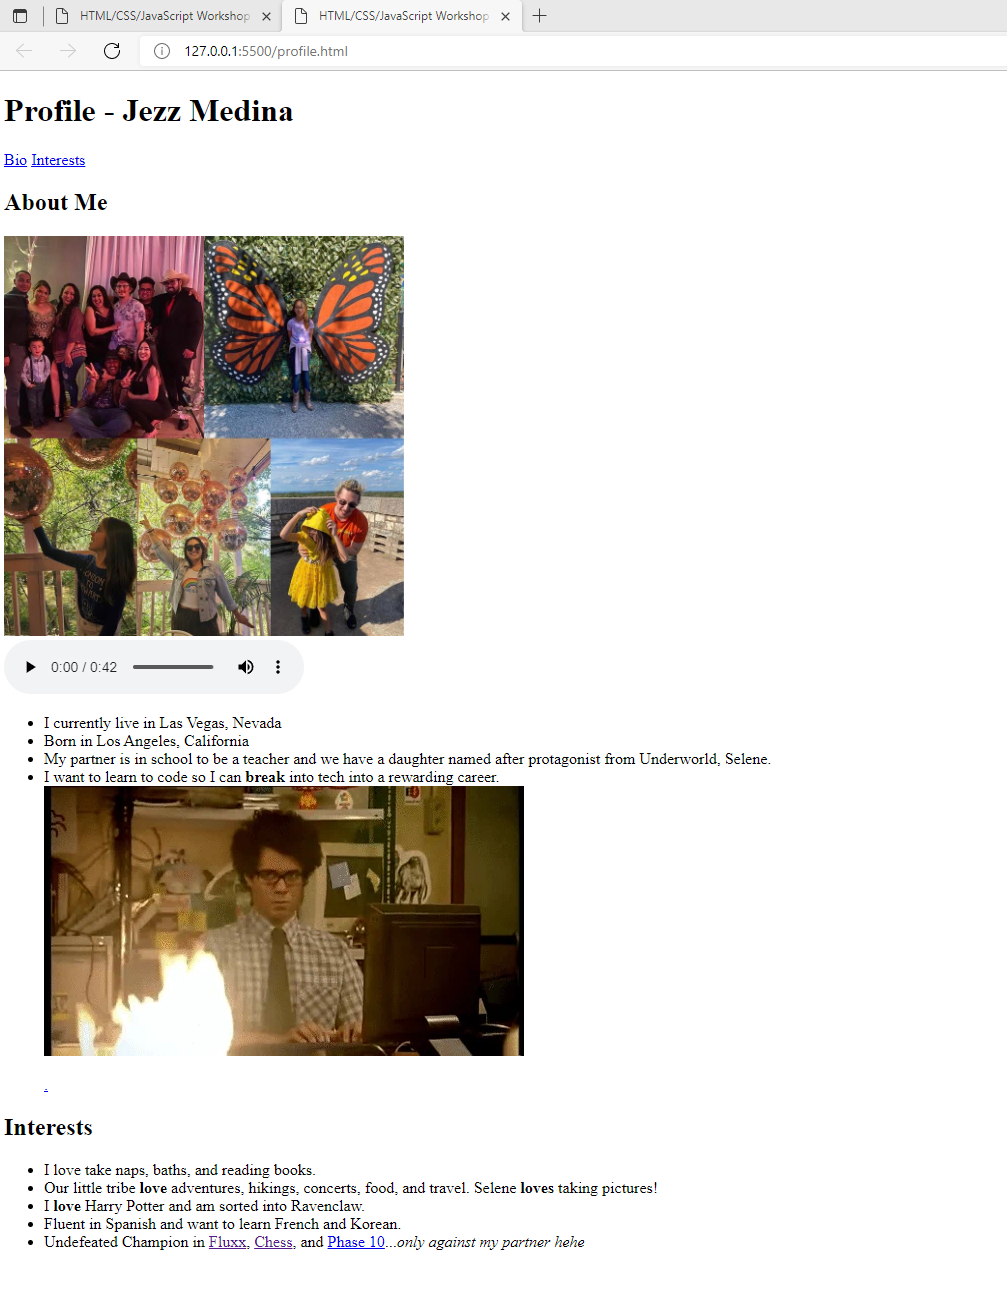 HTML/CSS/JavaScript Workshop
HTML/CSS/JavaScript Workshop
127.0.0.1:5500/profile.html
Profile - Jezz Medina
Bio Interests
About Me
0:00 / 0:42
I currently live in Las Vegas, Nevada
Born in Los Angeles, California
My partner is in school to be a teacher and we have a daughter named after protagonist from Underworld, Selene.
I want to learn to code so I can break into tech into a rewarding career.
.
Interests
I love take naps, baths, and reading books.
Our little tribe love adventures, hikings, concerts, food, and travel. Selene loves taking pictures!
I love Harry Potter and am sorted into Ravenclaw.
Fluent in Spanish and want to learn French and Korean.
Undefeated Champion in Fluxx, Chess, and Phase 10...only against my partner hehe